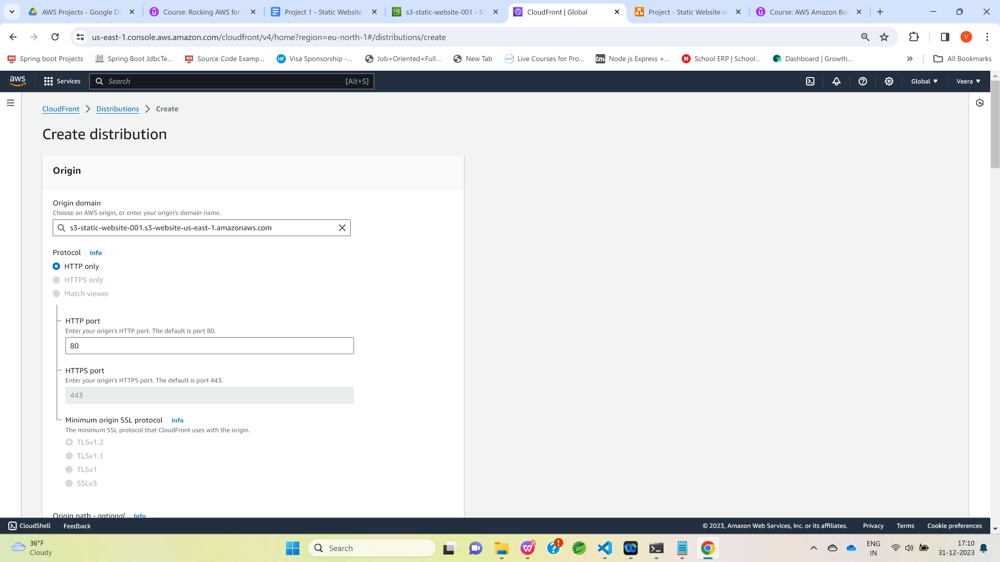 AWS Projects - Google Dr
Course: Rocking AWS for
Project 1 - Static Website
s3-static-website-001 - S3
CloudFront | Global
Project - Static Website on
Course: AWS Amazon Bed
us-east-1.console.aws.amazon.com/cloudfront/v4/home?region=eu-north-1#/distributions/create
V
Spring boot Projects
Spring Boot JdbcTe...
Source Code Examp...
Visa Sponsorship -...
Job+Oriented+Full...
New Tab
Live Courses for Pro...
Node js Express +...
School ERP | School...
Dashboard | Growth...
All Bookmarks
aws
Services
Search
[Alt+S]
Global
Veera
CloudFront
Distributions
Create
Create distribution
Origin
Origin domain
Choose an AWS origin, or enter your origin's domain name.
s3-static-website-001.s3-website-us-east-1.amazonaws.com
Protocol
Info
HTTP only
HTTPS only
Match viewer
HTTP port
Enter your origin's HTTP port. The default is port 80.
80
HTTPS port
Enter your origin's HTTPS port. The default is port 443.
443
Minimum origin SSL protocol
Info
The minimum SSL protocol that CloudFront uses with the origin.
TLSv1.2
TLSv1.1
TLSv1
SSLv3
Origin path - optional
Info
CloudShell
Feedback
© 2023, Amazon Web Services, Inc. or its affiliates.
Privacy
Terms
Cookie preferences
36°F
Cloudy
Search
ENG
IN
17:10
31-12-2023